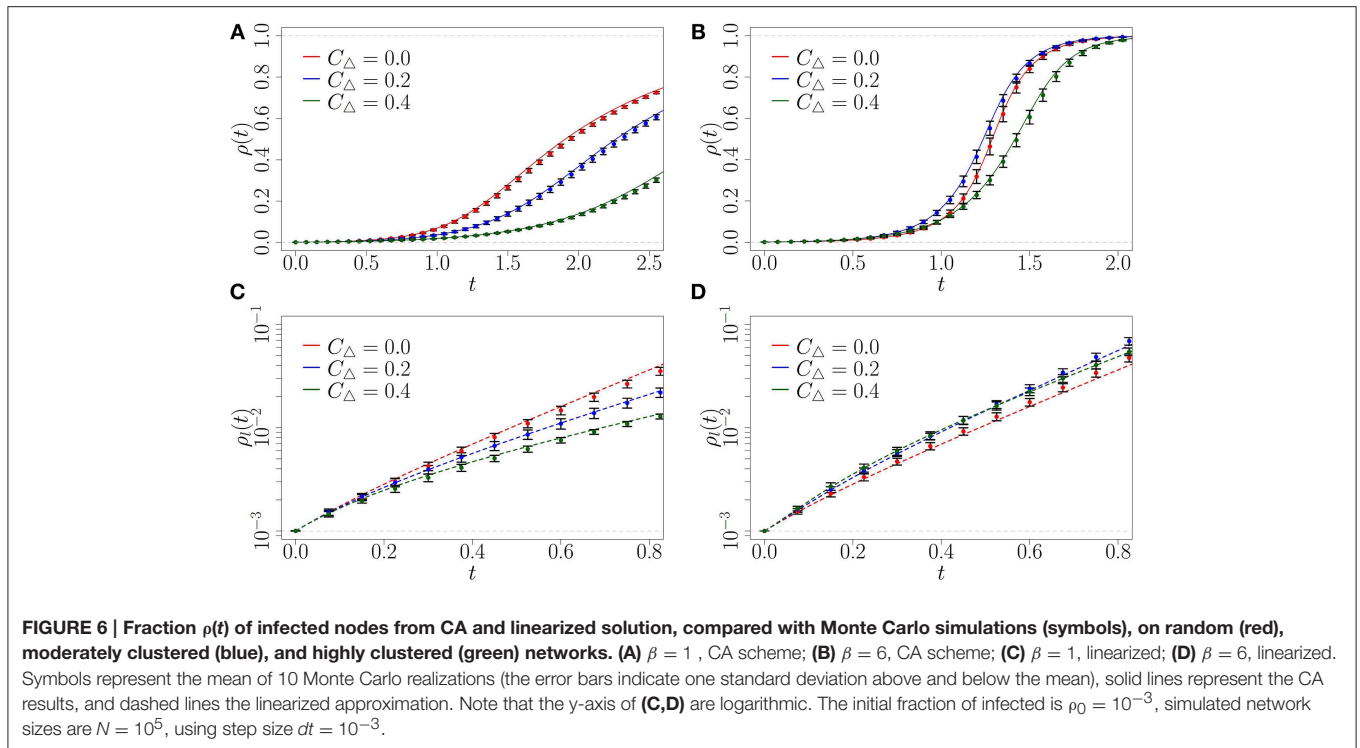 A
B
C△ = 0.0
C△ = 0.2
C△ = 0.4
C△ = 0.0
C△ = 0.2
C△ = 0.4
ρ(t)
0.0 0.2 0.4 0.6 0.8 1.0
ρ(t)
0.0 0.2 0.4 0.6 0.8 1.0
0.0 0.5 1.0 1.5 2.0 2.5
0.0 0.5 1.0 1.5 2.0
t
t
C
D
C△ = 0.0
C△ = 0.2
C△ = 0.4
C△ = 0.0
C△ = 0.2
C△ = 0.4
ρₗ(t)
10⁻³ 10⁻² 10⁻¹
ρₗ(t)
10⁻³ 10⁻² 10⁻¹
0.0 0.2 0.4 0.6 0.8
0.0 0.2 0.4 0.6 0.8
t
t
FIGURE 6 | Fraction ρ(t) of infected nodes from CA and linearized solution, compared with Monte Carlo simulations (symbols), on random (red),
moderately clustered (blue), and highly clustered (green) networks. (A) β = 1 , CA scheme; (B) β = 6, CA scheme; (C) β = 1, linearized; (D) β = 6, linearized.
Symbols represent the mean of 10 Monte Carlo realizations (the error bars indicate one standard deviation above and below the mean), solid lines represent the CA
results, and dashed lines the linearized approximation. Note that the y-axis of (C,D) are logarithmic. The initial fraction of infected is ρ₀ = 10⁻³, simulated network
sizes are N = 10⁵, using step size dt = 10⁻³.